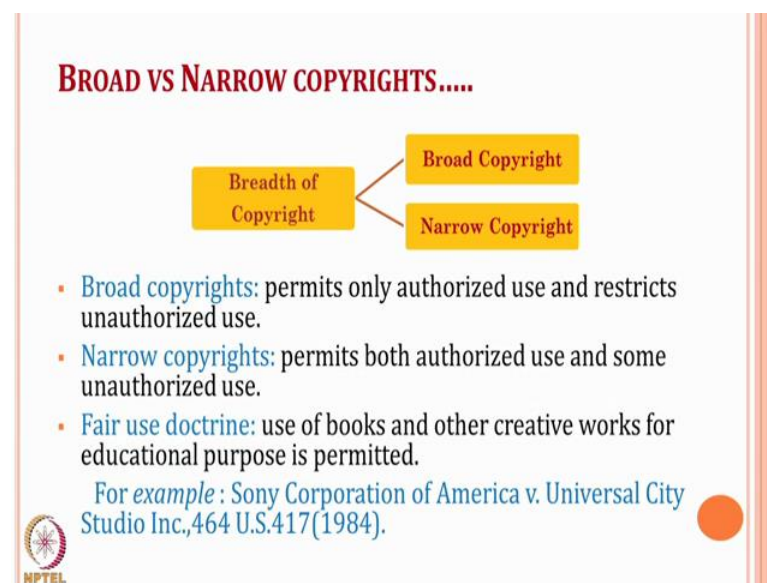 BROAD VS NARROW COPYRIGHTS.....
Broad Copyright
Breadth of
Copyright
Narrow Copyright
▪ Broad copyrights: permits only authorized use and restricts
unauthorized use.
▪ Narrow copyrights: permits both authorized use and some
unauthorized use.
▪ Fair use doctrine: use of books and other creative works for
educational purpose is permitted.
For example : Sony Corporation of America v. Universal City
Studio Inc.,464 U.S.417(1984).
NPTEL